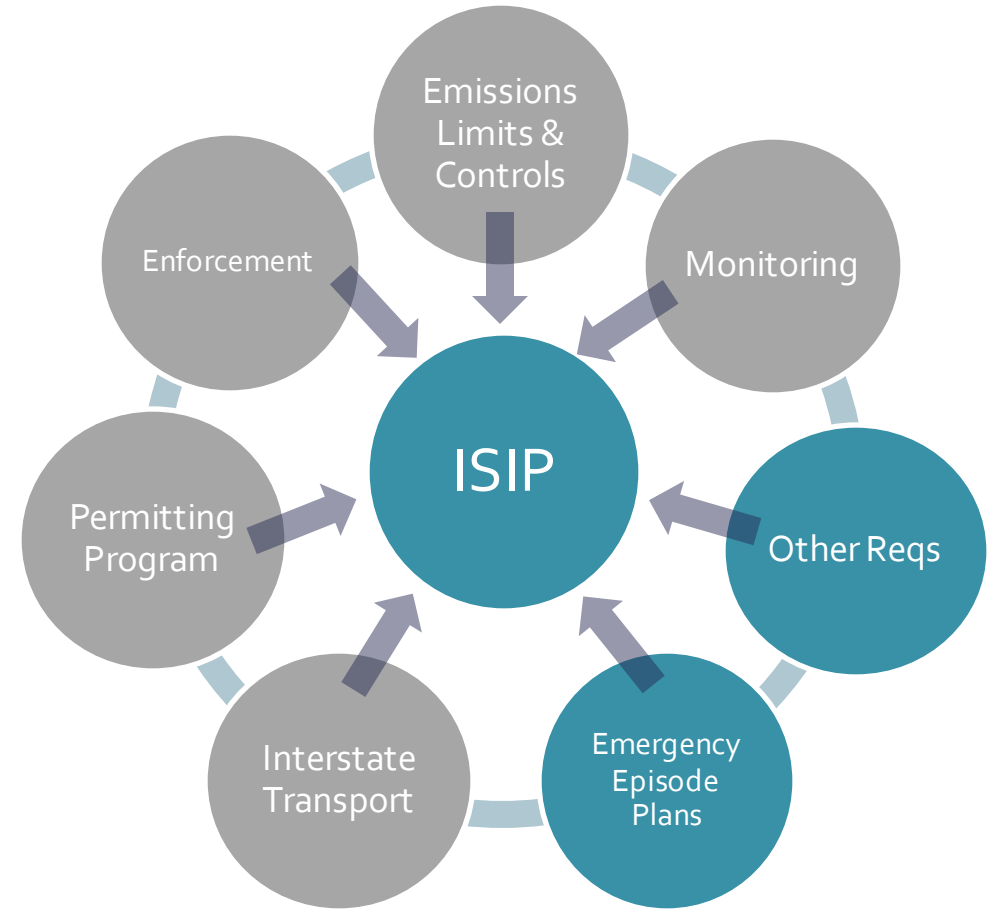 Emissions
Limits &
Controls
Monitoring
Other Reqs
Emergency
Episode
Plans
Interstate
Transport
Permitting
Program
Enforcement
ISIP